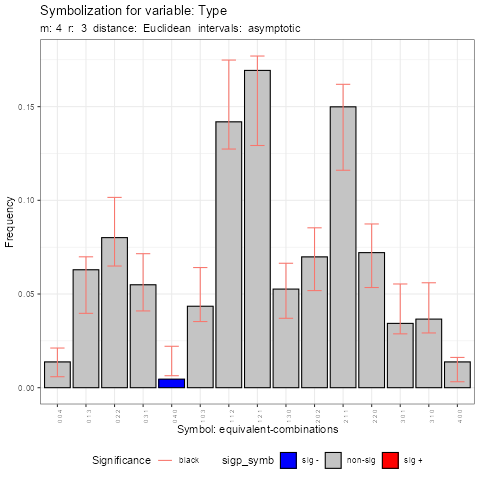 Symbolization for variable: Type
m: 4 r: 3 distance: Euclidean intervals: asymptotic
Frequency
0.15
0.10
0.05
0.00
0 0 4
0 1 3
0 2 2
0 3 1
0 4 0
1 0 3
1 1 2
1 2 1
1 3 0
2 0 2
2 1 1
2 2 0
3 0 1
3 1 0
4 0 0
Symbol: equivalent-combinations
Significance black sigp_symb sig - non-sig sig +